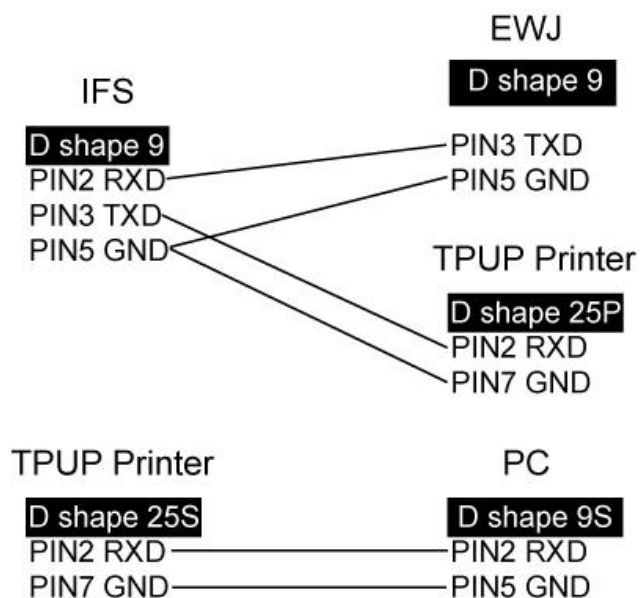 IFS
D shape 9
PIN2 RXD
PIN3 TXD
PIN5 GND
EWJ
D shape 9
PIN3 TXD
PIN5 GND
TPUP Printer
D shape 25P
PIN2 RXD
PIN7 GND
TPUP Printer
D shape 25S
PIN2 RXD
PIN7 GND
PC
D shape 9S
PIN2 RXD
PIN5 GND